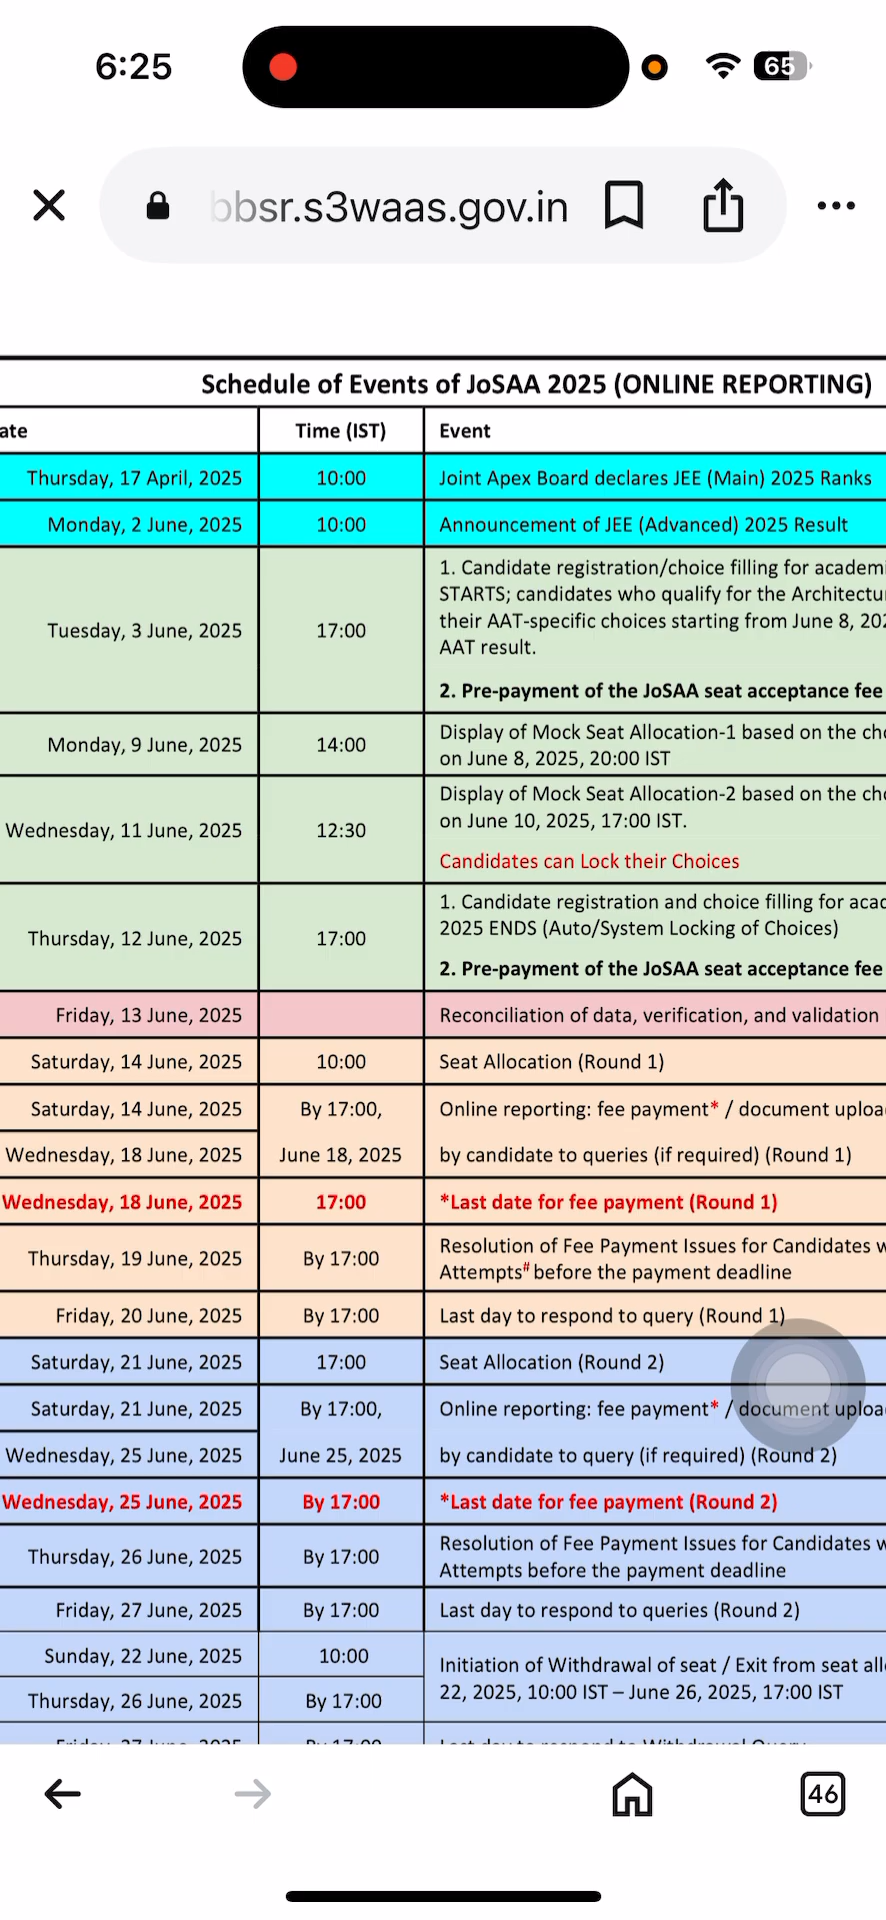 6:25
65
bbsr.s3waas.gov.in
Schedule of Events of JoSAA 2025 (ONLINE REPORTING)
ate Time (IST) Event
Thursday, 17 April, 2025 10:00 Joint Apex Board declares JEE (Main) 2025 Ranks
Monday, 2 June, 2025 10:00 Announcement of JEE (Advanced) 2025 Result
Tuesday, 3 June, 2025 17:00
1. Candidate registration/choice filling for academi
STARTS; candidates who qualify for the Architectu
their AAT-specific choices starting from June 8, 202
AAT result.
2. Pre-payment of the JoSAA seat acceptance fee
Monday, 9 June, 2025 14:00
Display of Mock Seat Allocation-1 based on the cho
on June 8, 2025, 20:00 IST
Wednesday, 11 June, 2025 12:30
Display of Mock Seat Allocation-2 based on the cho
on June 10, 2025, 17:00 IST.
Candidates can Lock their Choices
Thursday, 12 June, 2025 17:00
1. Candidate registration and choice filling for acad
2025 ENDS (Auto/System Locking of Choices)
2. Pre-payment of the JoSAA seat acceptance fee
Friday, 13 June, 2025 Reconciliation of data, verification, and validation
Saturday, 14 June, 2025 10:00 Seat Allocation (Round 1)
Saturday, 14 June, 2025 By 17:00, Online reporting: fee payment* / document uploa
Wednesday, 18 June, 2025 June 18, 2025 by candidate to queries (if required) (Round 1)
Wednesday, 18 June, 2025 17:00 *Last date for fee payment (Round 1)
Thursday, 19 June, 2025 By 17:00
Resolution of Fee Payment Issues for Candidates w
Attempts# before the payment deadline
Friday, 20 June, 2025 By 17:00 Last day to respond to query (Round 1)
Saturday, 21 June, 2025 17:00 Seat Allocation (Round 2)
Saturday, 21 June, 2025 By 17:00, Online reporting: fee payment* / document uploa
Wednesday, 25 June, 2025 June 25, 2025 by candidate to query (if required) (Round 2)
Wednesday, 25 June, 2025 By 17:00 *Last date for fee payment (Round 2)
Thursday, 26 June, 2025 By 17:00
Resolution of Fee Payment Issues for Candidates w
Attempts before the payment deadline
Friday, 27 June, 2025 By 17:00 Last day to respond to queries (Round 2)
Sunday, 22 June, 2025 10:00
Initiation of Withdrawal of seat / Exit from seat all
22, 2025, 10:00 IST – June 26, 2025, 17:00 IST
Thursday, 26 June, 2025 By 17:00
46